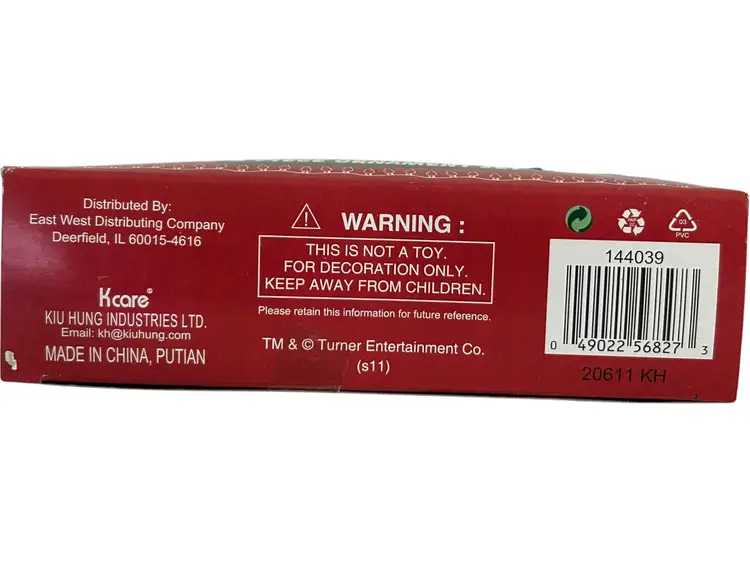 ORNAMENT
Distributed By:
East West Distributing Company
Deerfield, IL 60015-4616
Kcare®
KIU HUNG INDUSTRIES LTD.
Email: kh@kiuhung.com
MADE IN CHINA, PUTIAN
WARNING :
THIS IS NOT A TOY.
FOR DECORATION ONLY.
KEEP AWAY FROM CHILDREN.
Please retain this information for future reference.
TM & © Turner Entertainment Co.
(s11)
03
PVC
144039
0 49022 56827 3
20611 KH